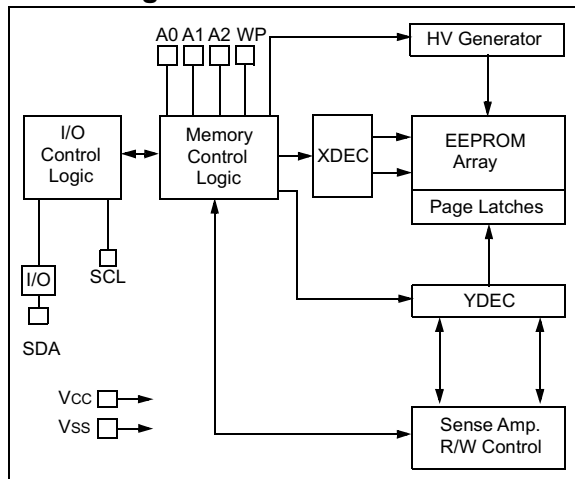 A0 A1 A2 WP
HV Generator
I/O
Control
Logic
Memory
Control
Logic
XDEC
EEPROM
Array
Page Latches
I/O
SCL
SDA
YDEC
VCC
VSS
Sense Amp.
R/W Control